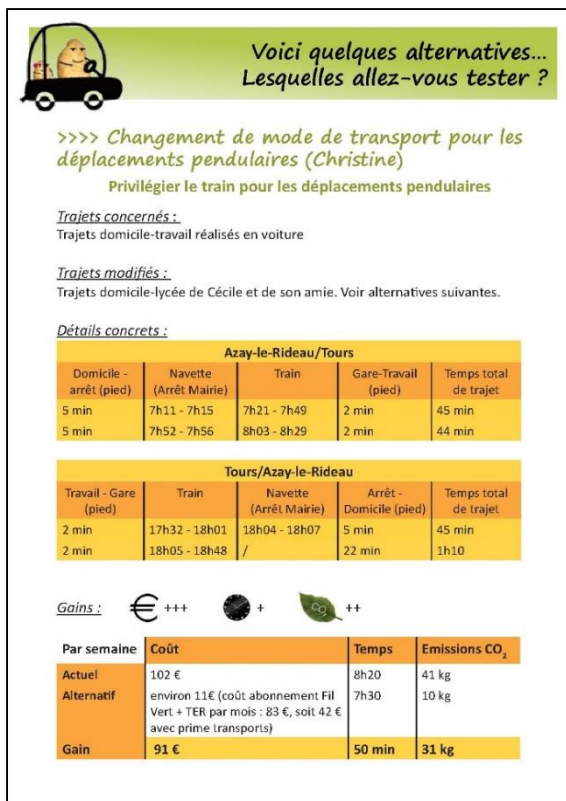 Voici quelques alternatives...
Lesquelles allez-vous tester ?
>>>> Changement de mode de transport pour les
déplacements pendulaires (Christine)
Privilégier le train pour les déplacements pendulaires
Trajets concernés :
Trajets domicile-travail réalisés en voiture
Trajets modifiés :
Trajets domicile-lycée de Cécile et de son amie. Voir alternatives suivantes.
Détails concrets :
Azay-le-Rideau/Tours
Domicile - arrêt (pied) Navette (Arrêt Mairie) Train Gare-Travail (pied) Temps total de trajet
5 min 7h11 - 7h15 7h21 - 7h49 2 min 45 min
5 min 7h52 - 7h56 8h03 - 8h29 2 min 44 min
Tours/Azay-le-Rideau
Travail - Gare (pied) Train Navette (Arrêt Mairie) Arrêt - Domicile (pied) Temps total de trajet
2 min 17h32 - 18h01 18h04 - 18h07 5 min 45 min
2 min 18h05 - 18h48 / 22 min 1h10
Gains : € +++ + CO2 ++
Par semaine Coût Temps Emissions CO2
Actuel 102 € 8h20 41 kg
Alternatif environ 11€ (coût abonnement Fil 7h30 10 kg
Vert + TER par mois : 83 €, soit 42 €
avec prime transports)
Gain 91 € 50 min 31 kg